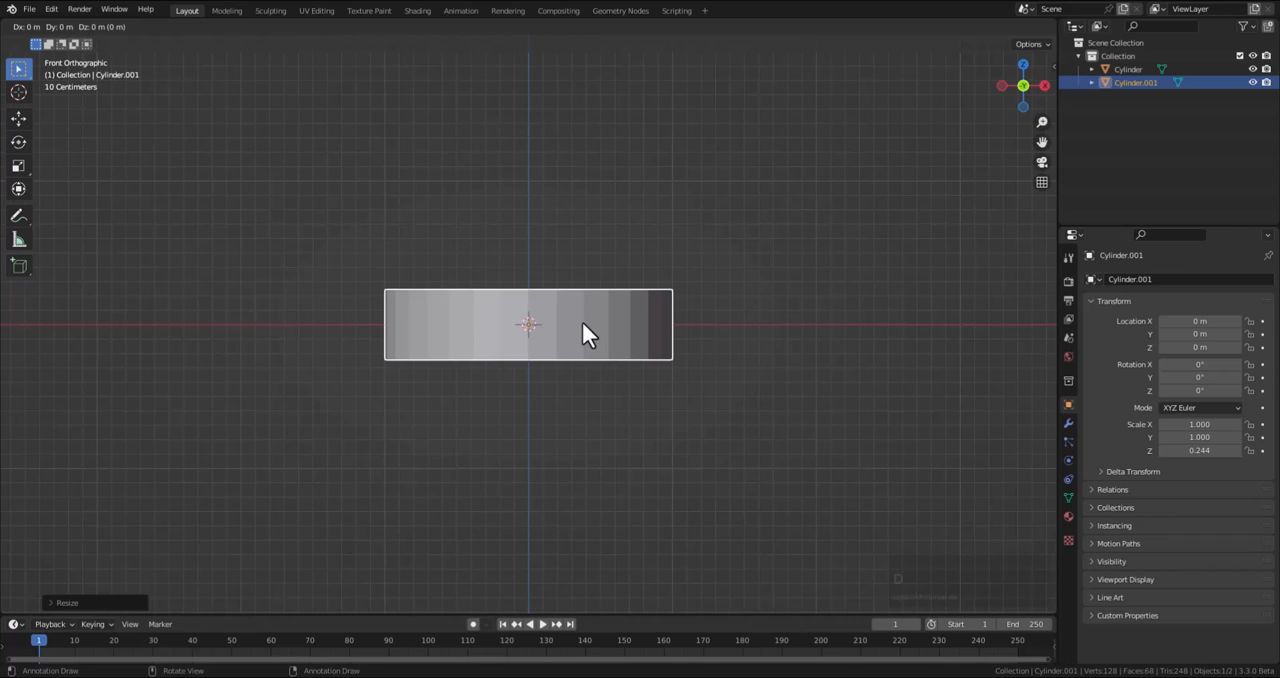 File Edit Render Window Help Layout Modeling Sculpting UV Editing Texture Paint Shading Animation Rendering Compositing Geometry Nodes Scripting + Scene ViewLayer
Dx: 0 m Dy: 0 m Dz: 0 m (0 m)
Options
Front Orthographic
(1) Collection | Cylinder.001
10 Centimeters
Z
Y
X
Scene Collection
Collection
Cylinder
Cylinder.001
Cylinder.001
Cylinder.001
Transform
Location X 0 m
Y 0 m
Z 0 m
Rotation X 0°
Y 0°
Z 0°
Mode XYZ Euler
Scale X 1.000
Y 1.000
Z 0.244
Delta Transform
Relations
Collections
Instancing
Motion Paths
Visibility
Viewport Display
Line Art
Custom Properties
D
Resize
Playback Keying View Marker 1 Start 1 End 250
1 10 20 30 40 50 60 70 80 90 100 110 120 130 140 150 160 170 180 190 200 210 220 230 240 250
Annotation Draw Rotate View Annotation Draw Collection | Cylinder.001 | Verts:128 | Faces:68 | Tris:248 | Objects:1/2 | 3.3.0 Beta